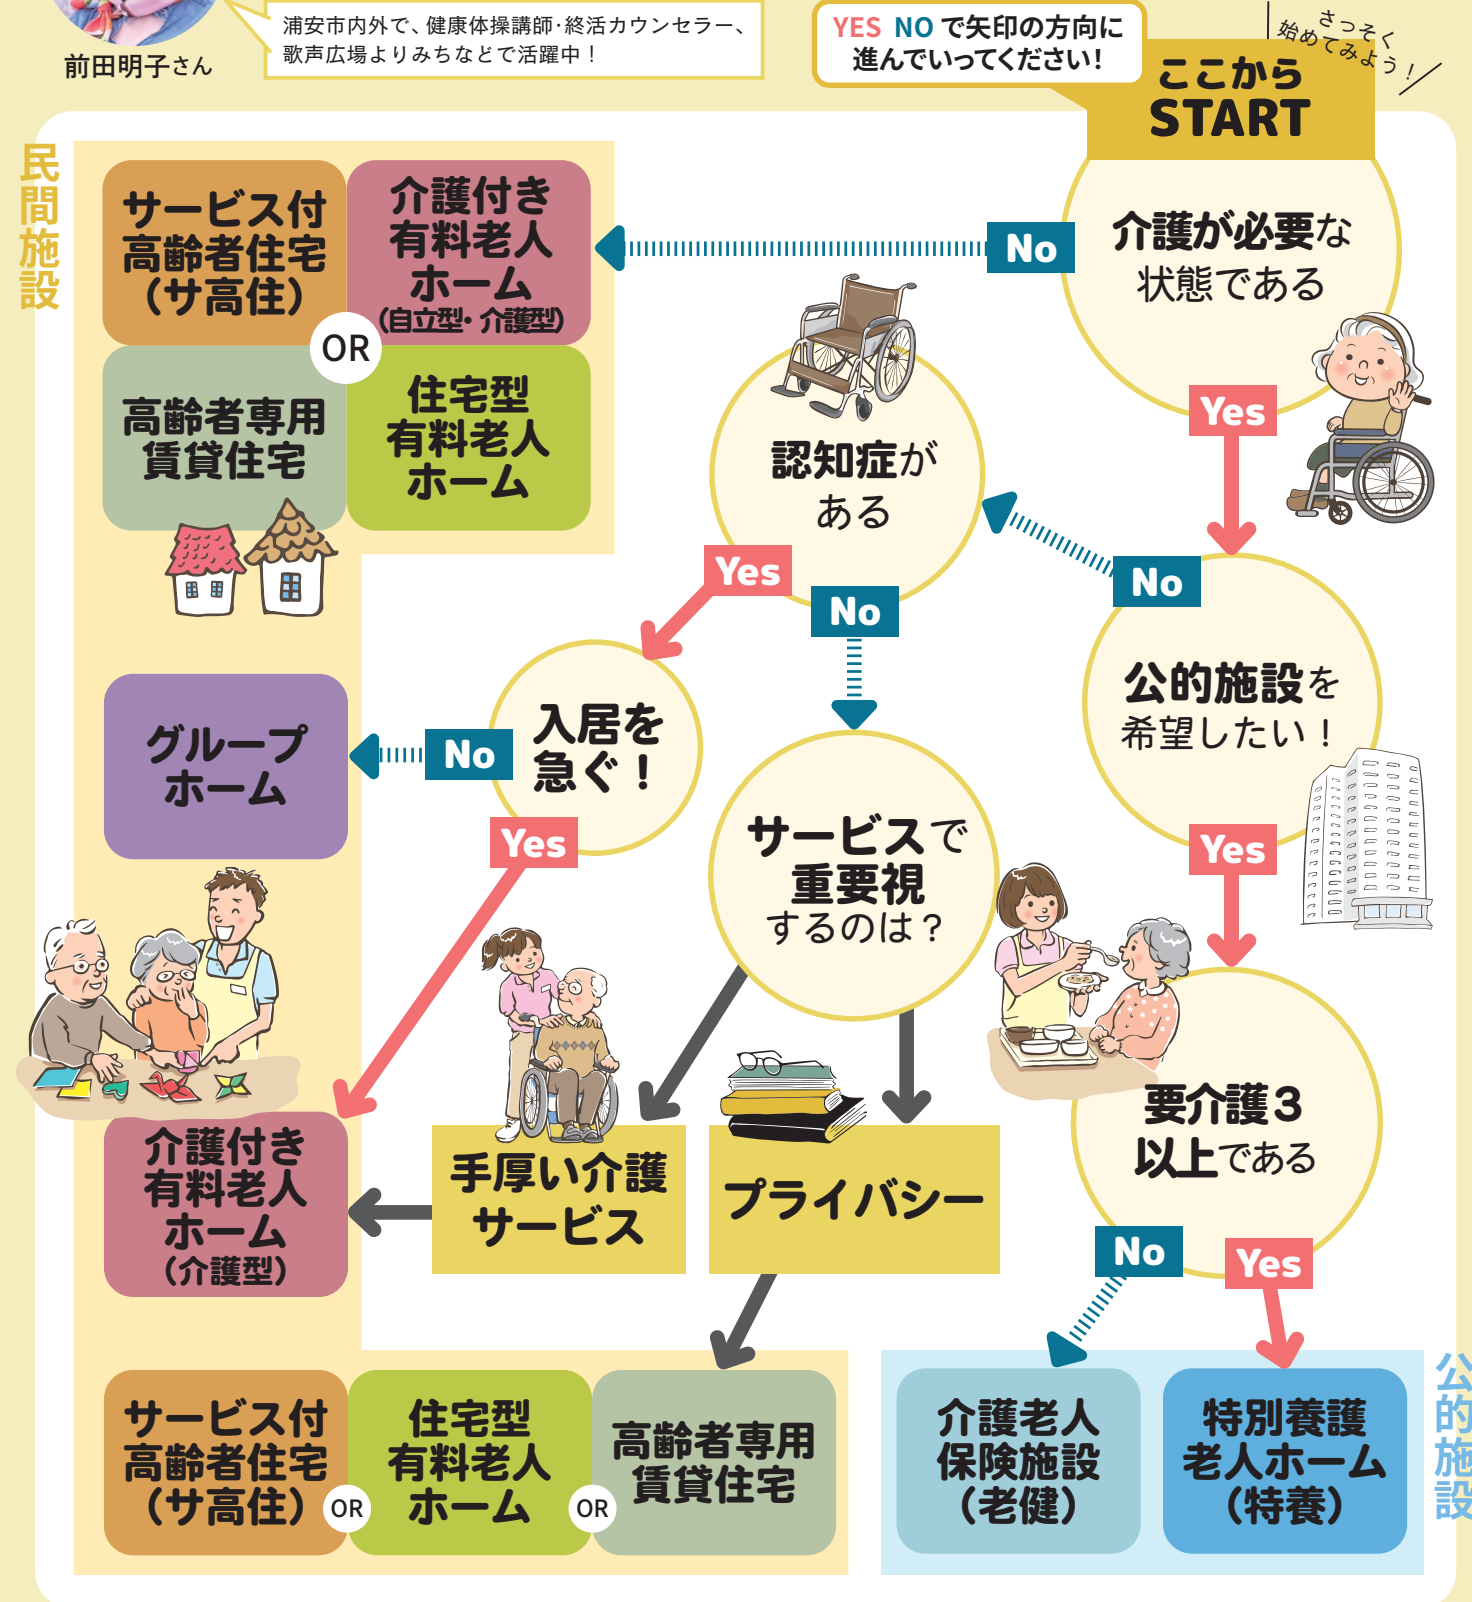 前田明子さん
浦安市内外で、健康体操講師・終活カウンセラー、
歌声広場よりみちなどで活躍中！
YES NO で矢印の方向に
進んでいってください！
さっそく
始めてみよう！
ここから
START
民間施設
サービス付
高齢者住宅
（サ高住）
介護付き
有料老人
ホーム
（自立型・介護型）
OR
高齢者専用
賃貸住宅
住宅型
有料老人
ホーム
No
介護が必要な
状態である
Yes
認知症が
ある
Yes
No
No
公的施設を
希望したい！
Yes
グループ
ホーム
No
入居を
急ぐ！
Yes
サービスで
重要視
するのは？
要介護３
以上である
No
Yes
介護付き
有料老人
ホーム
（介護型）
手厚い介護
サービス
プライバシー
サービス付
高齢者住宅
（サ高住）
OR
住宅型
有料老人
ホーム
OR
高齢者専用
賃貸住宅
介護老人
保険施設
（老健）
特別養護
老人ホーム
（特養）
公的施設